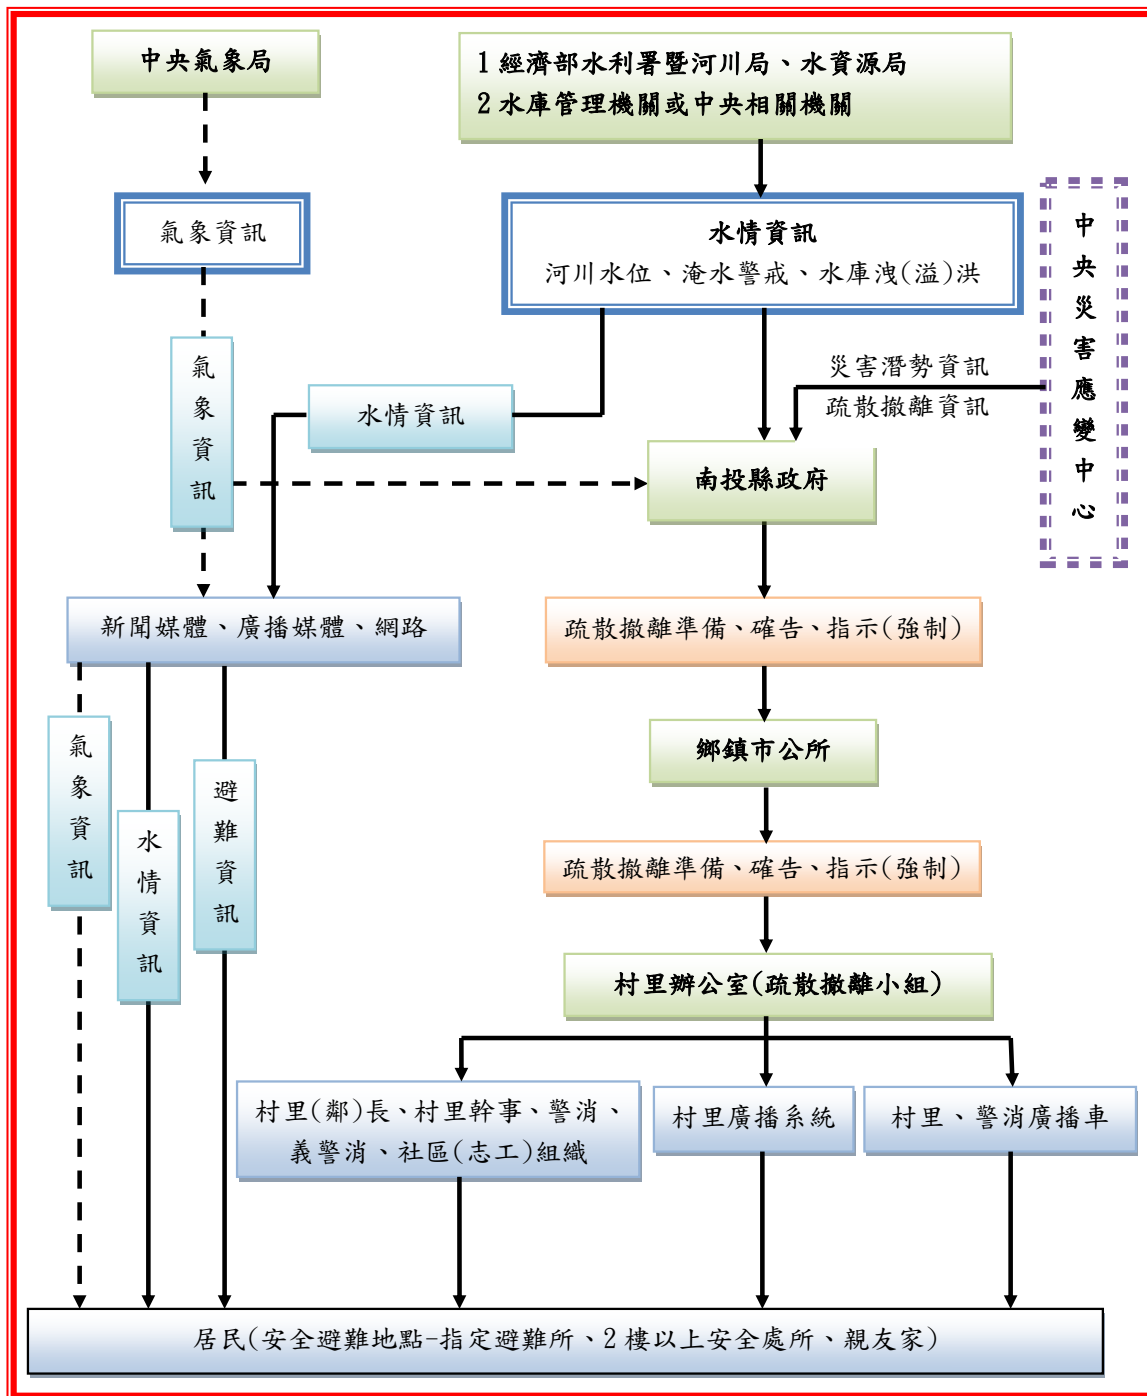 中央氣象局
1 經濟部水利署暨河川局、水資源局
2 水庫管理機關或中央相關機關
氣象資訊
水情資訊
河川水位、淹水警戒、水庫洩(溢)洪
中央災害應變中心
氣象資訊
水情資訊
災害潛勢資訊
疏散撤離資訊
南投縣政府
新聞媒體、廣播媒體、網路
疏散撤離準備、確告、指示(強制)
氣象資訊
水情資訊
避難資訊
鄉鎮市公所
疏散撤離準備、確告、指示(強制)
村里辦公室(疏散撤離小組)
村里(鄰)長、村里幹事、警消、
義警消、社區(志工)組織
村里廣播系統
村里、警消廣播車
居民(安全避難地點-指定避難所、2 樓以上安全處所、親友家)